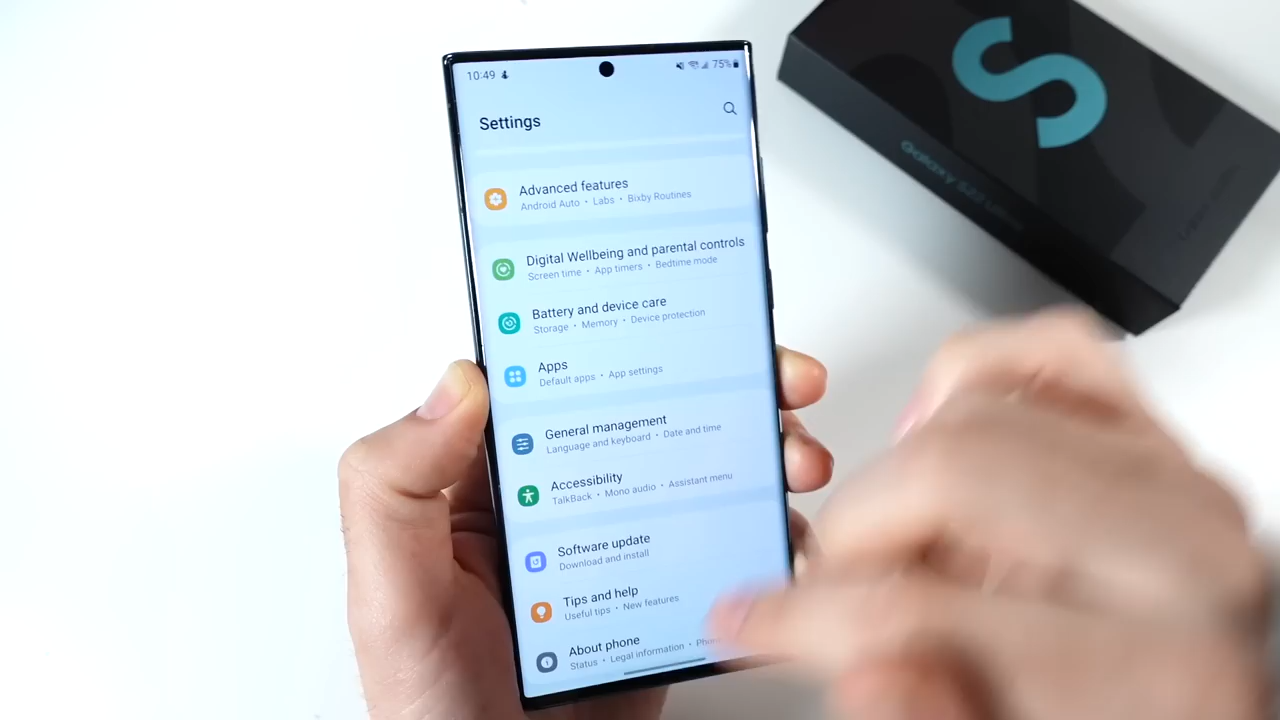 10:49
75%
S
Settings
Advanced features
Android Auto • Labs • Bixby Routines
Digital Wellbeing and parental controls
Screen time • App timers • Bedtime mode
Battery and device care
Storage • Memory • Device protection
Apps
Default apps • App settings
General management
Language and keyboard • Date and time
Accessibility
TalkBack • Mono audio • Assistant menu
Software update
Download and install
Tips and help
Useful tips • New features
About phone
Status • Legal information •
Galaxy S22 Ultra